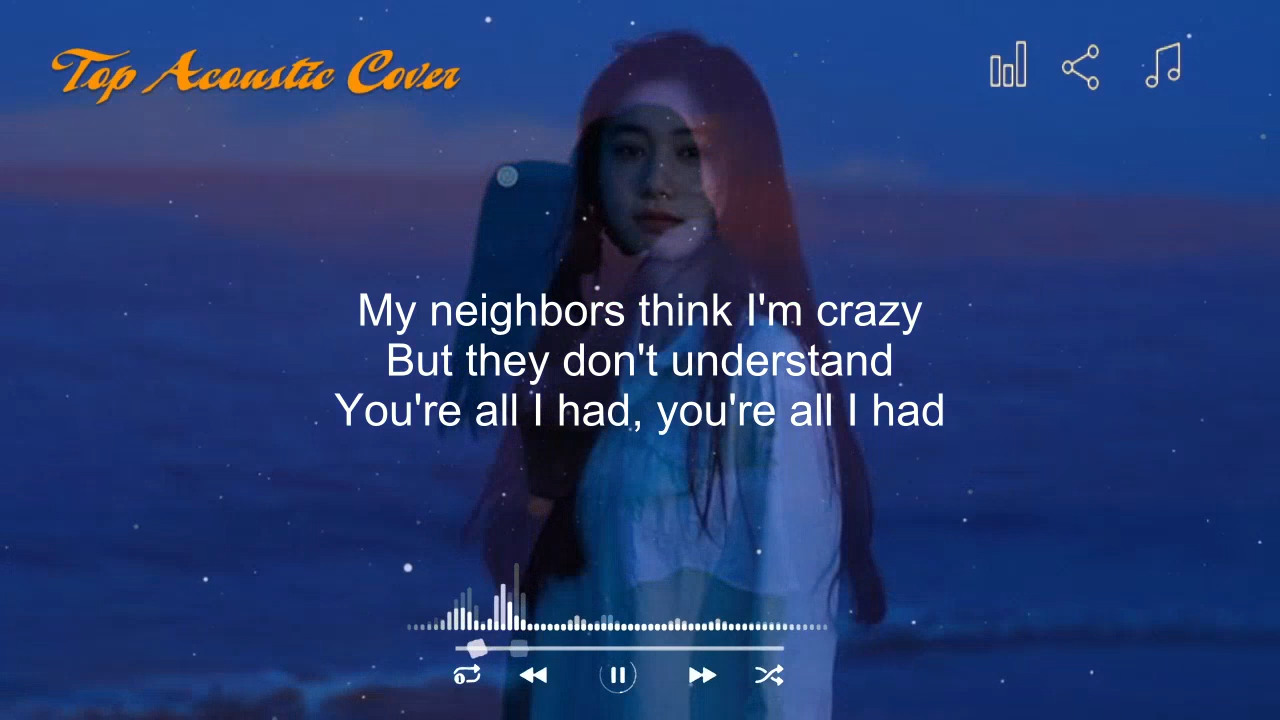 Top Acoustic Cover
My neighbors think I'm crazy
But they don't understand
You're all I had, you're all I had